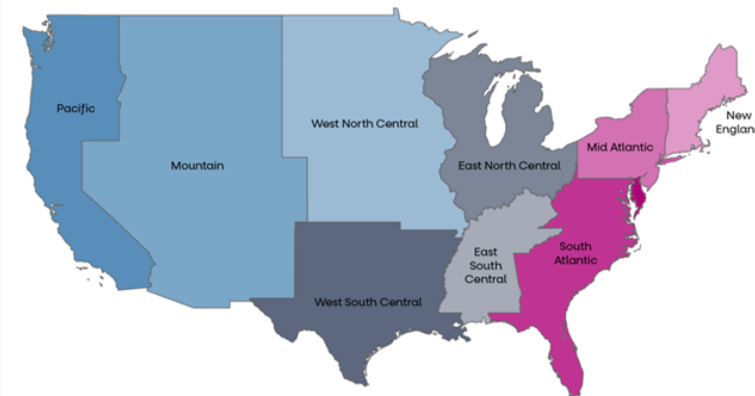 Pacific
Mountain
West North Central
East North Central
Mid Atlantic
New
Englan
South
Atlantic
East
South
Central
West South Central